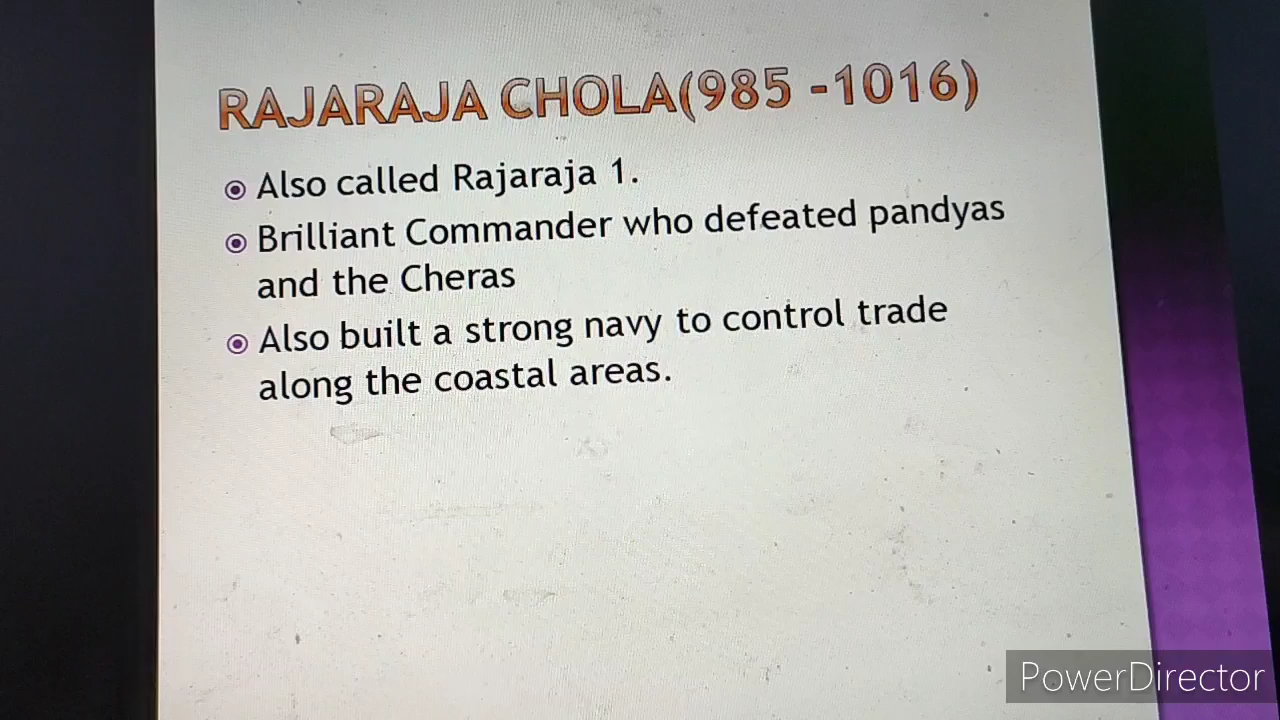 RAJARAJA CHOLA(985 -1016)
Also called Rajaraja 1.
Brilliant Commander who defeated pandyas
and the Cheras
Also built a strong navy to control trade
along the coastal areas.
PowerDirector